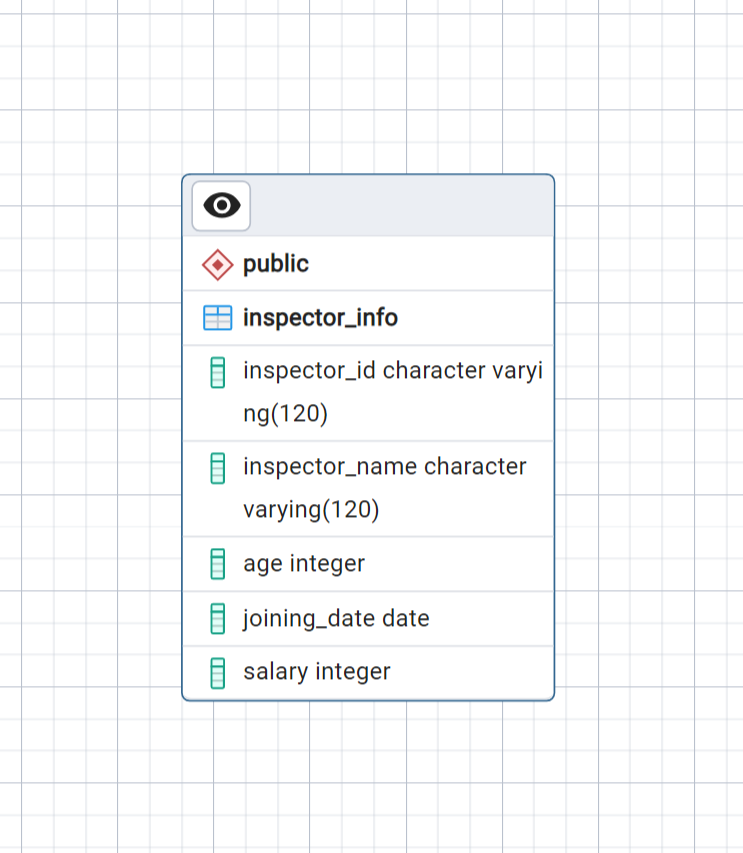 public
inspector_info
inspector_id character varyi
ng(120)
inspector_name character
varying(120)
age integer
joining_date date
salary integer